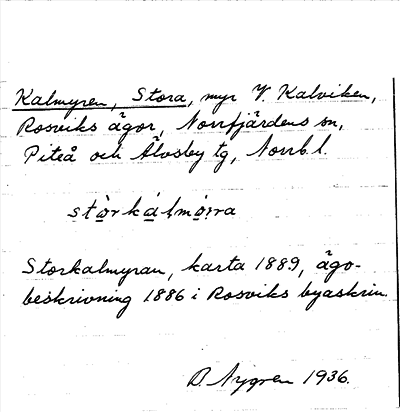 Kalmyren, Stora, myr V. Kalviken,
Rosviks ägor, Norrfjärdens sn,
Piteå och Älvsby tg, Norrb. l.
Storkalmyran, karta 1889, ägo-
beskrivning 1886 i Rosviks byaskrin.
D. Nygren 1936.